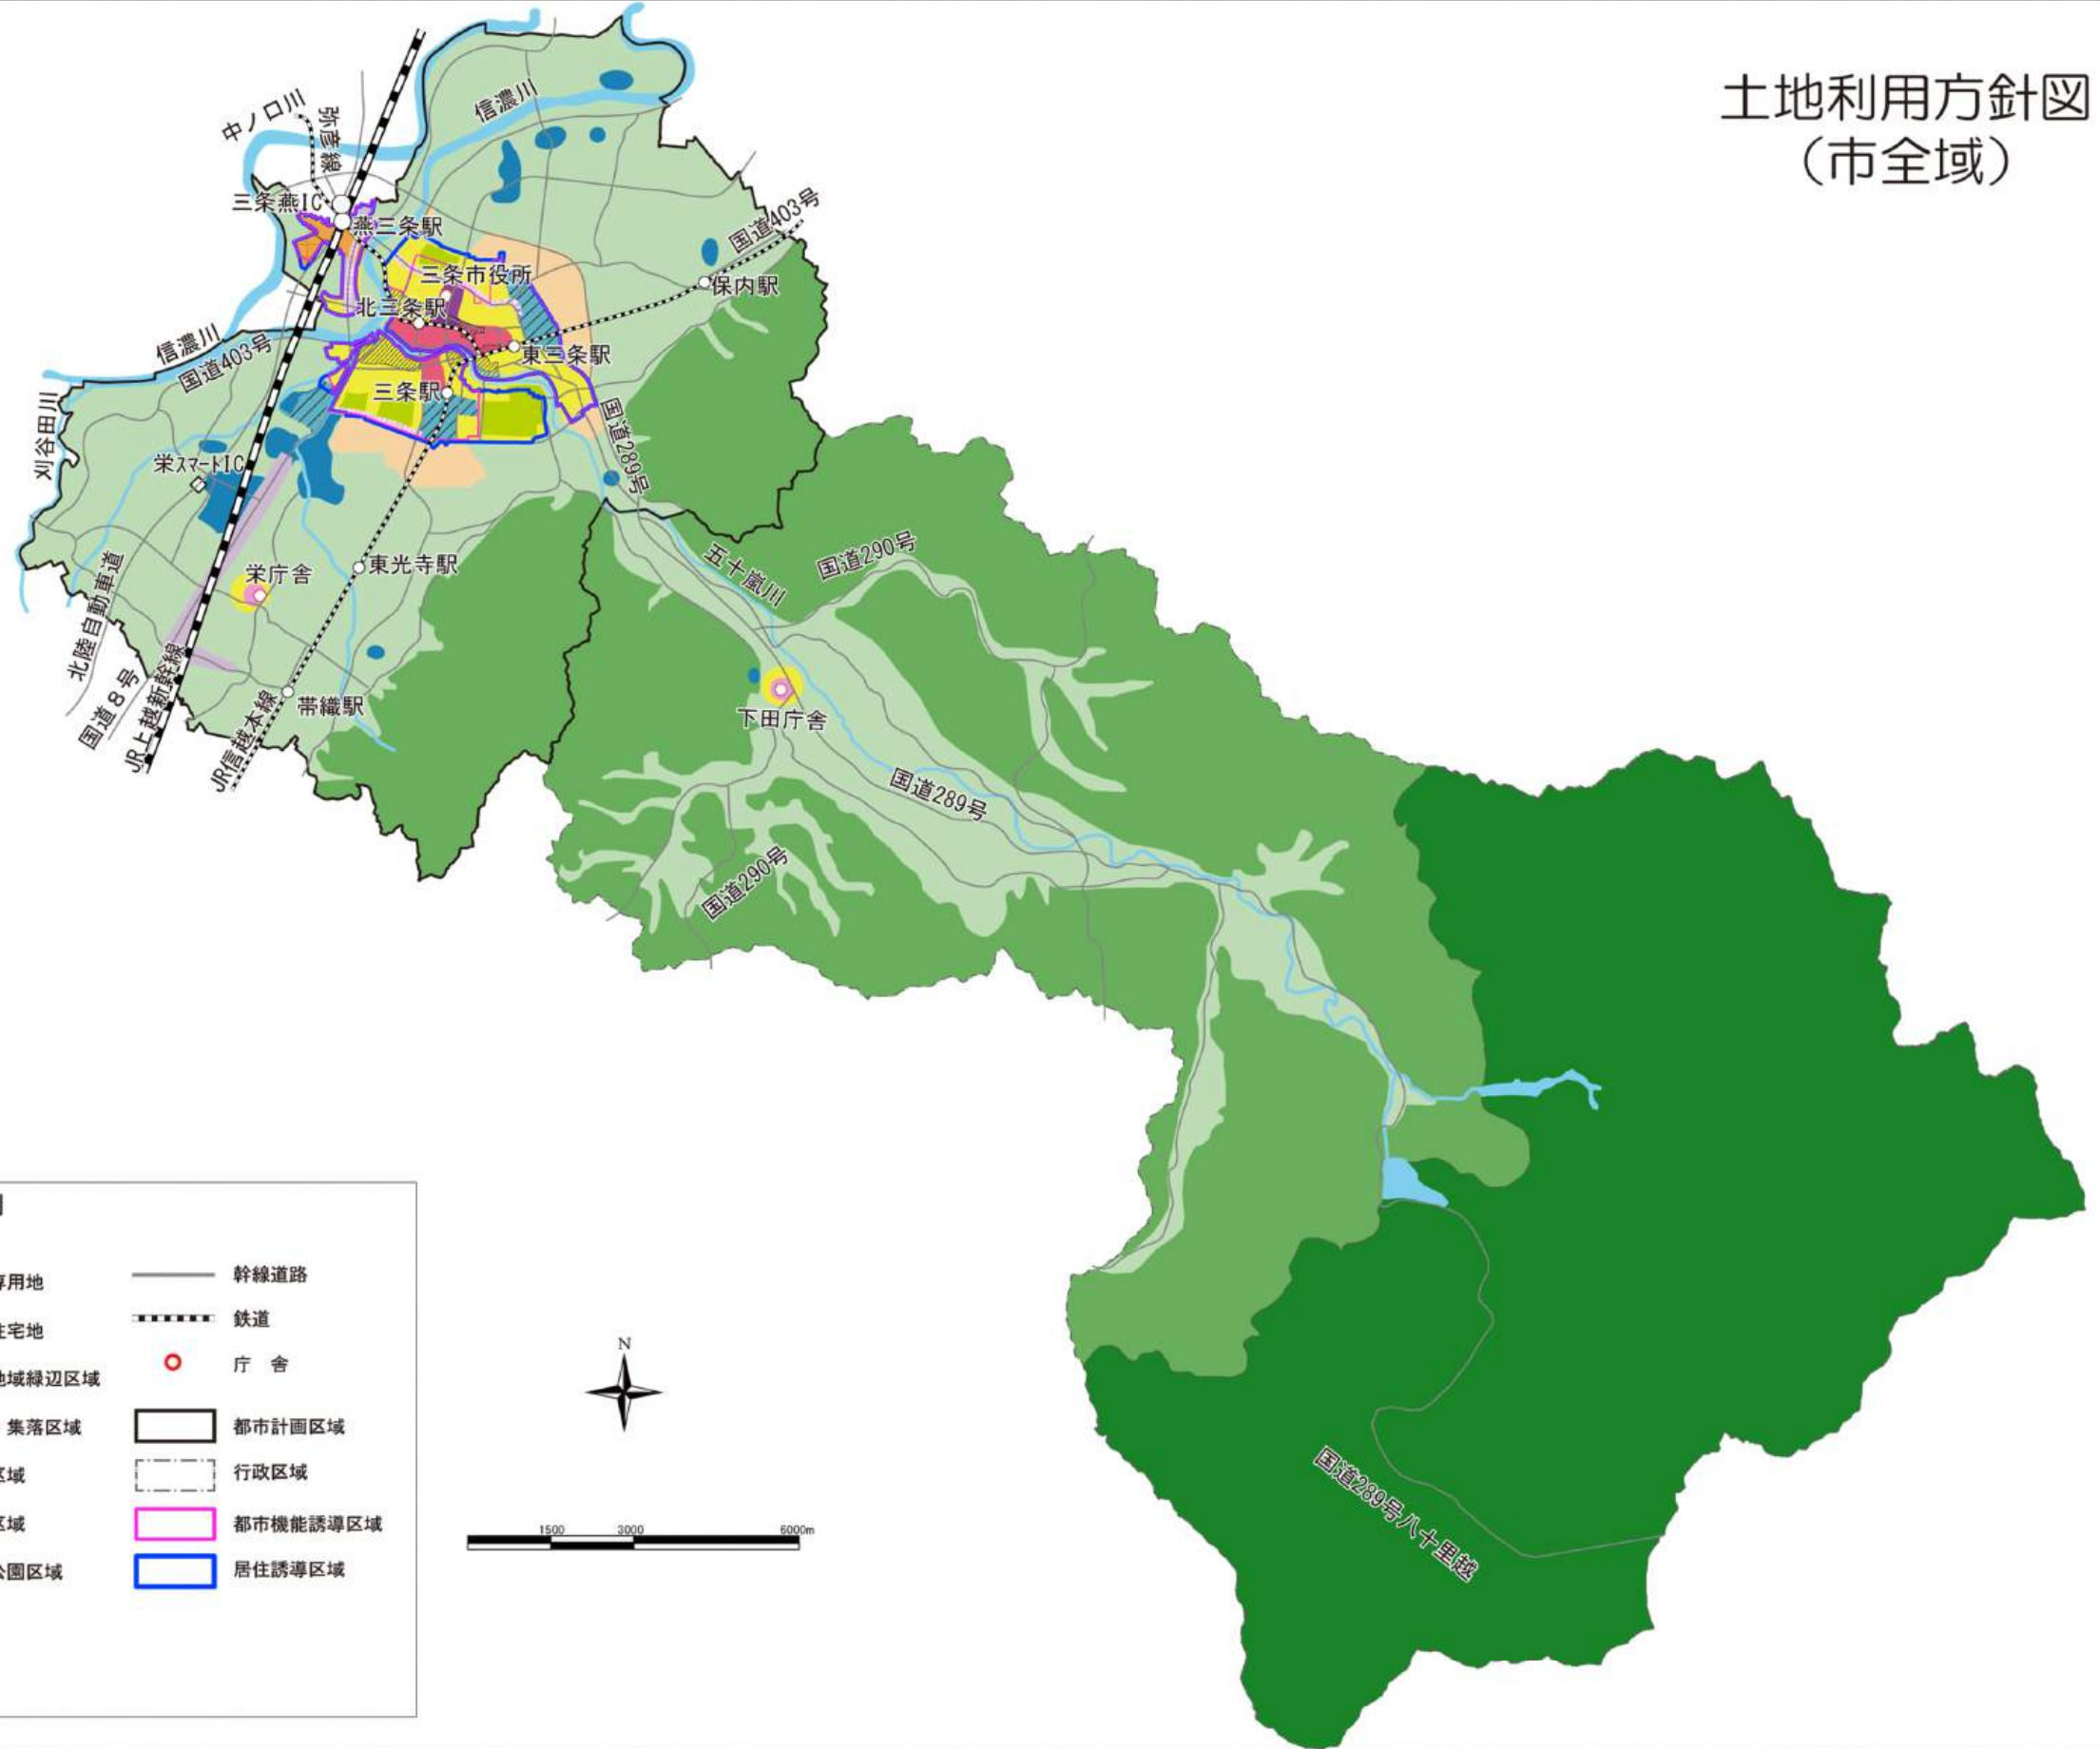 土地利用方針図
（市全域）
中ノ口川
弥彦線
信濃川
三条燕IC
燕三条駅
国道403号
三条市役所
保内駅
北三条駅
信濃川
国道403号
東三条駅
三条駅
刈谷田川
国道289号
栄スマートIC
五十嵐川
国道290号
東光寺駅
栄庁舎
北陸自動車道
国道８号
JR上越新幹線
JR信越本線
帯織駅
下田庁舎
国道289号
国道290号
国道289号八十里越
専用地
住宅地
地域緑辺区域
集落区域
区域
区域
公園区域
幹線道路
鉄道
庁　舎
都市計画区域
行政区域
都市機能誘導区域
居住誘導区域
N
1500 3000 6000m